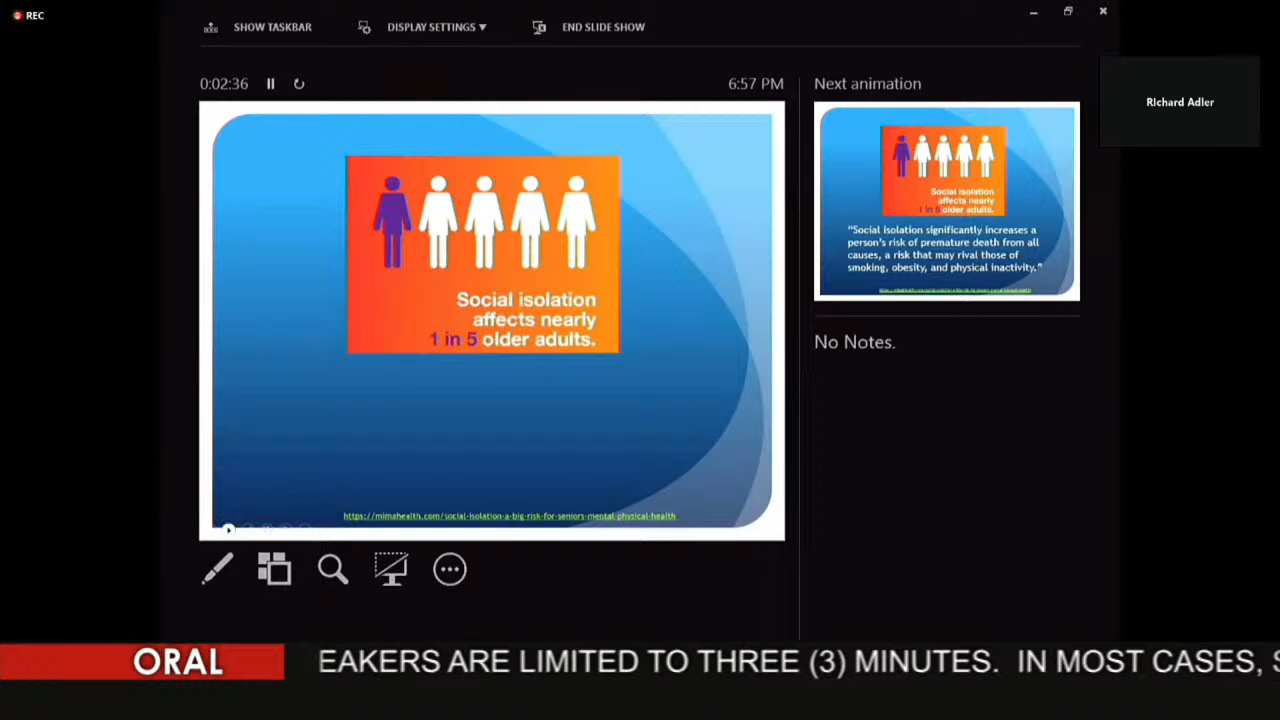 REC
SHOW TASKBAR
DISPLAY SETTINGS
END SLIDE SHOW
0:02:36
6:57 PM
Social isolation
affects nearly
1 in 5 older adults.
https://mimahealth.com/social-isolation-a-big-risk-for-seniors-mental-physical-health
Next animation
Social isolation
affects nearly
1 in 5 older adults.
“Social isolation significantly increases a
person’s risk of premature death from all
causes, a risk that may rival those of
smoking, obesity, and physical inactivity.”
No Notes.
Richard Adler
ORAL
EAKERS ARE LIMITED TO THREE (3) MINUTES. IN MOST CASES, S